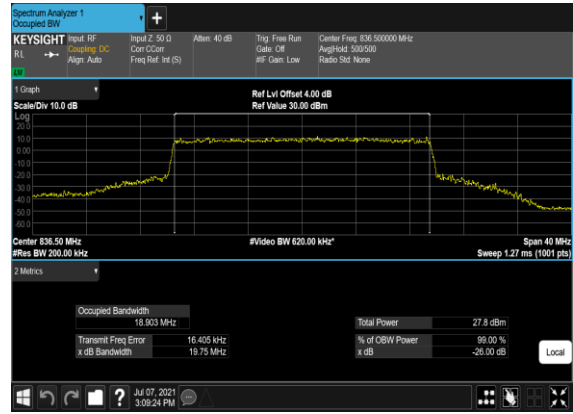 Spectrum Analyzer 1
Occupied BW
+
KEYSIGHT Input: RF Input Z: 50 Ω Atten: 40 dB Trig: Free Run Center Freq: 836.500000 MHz
Coupling: DC Corr CCorr Gate: Off Avg|Hold: 500/500
RL Align: Auto Freq Ref: Int (S) #IF Gain: Low Radio Std: None
LW
1 Graph
Ref Lvl Offset 4.00 dB
Scale/Div 10.0 dB Ref Value 30.00 dBm
Log
20.0
10.0
0.00
-10.0
-20.0
-30.0
-40.0
-50.0
-60.0
Center 836.50 MHz #Video BW 620.00 kHz* Span 40 MHz
#Res BW 200.00 kHz Sweep 1.27 ms (1001 pts)
2 Metrics
Occupied Bandwidth
18.903 MHz Total Power 27.8 dBm
Transmit Freq Error 16.405 kHz % of OBW Power 99.00 %
x dB Bandwidth 19.75 MHz x dB -26.00 dB
Local
?
Jul 07, 2021
3:09:24 PM